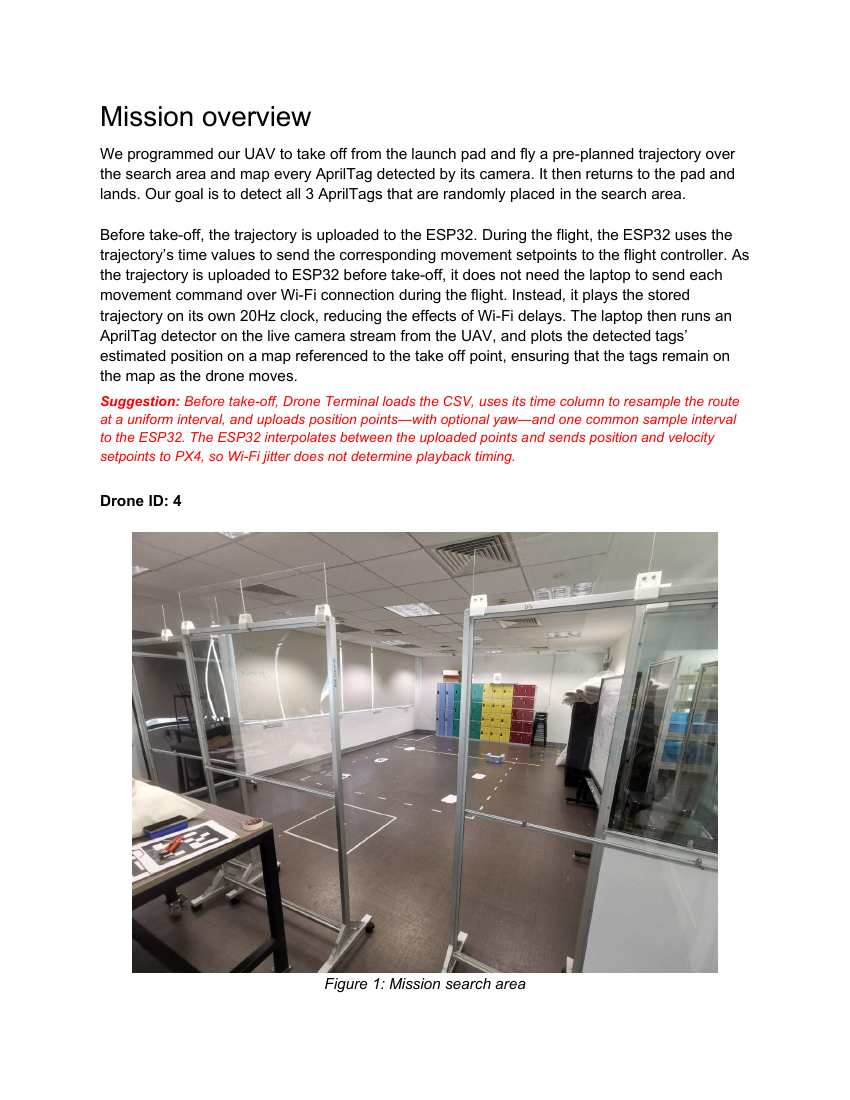 Mission overview
We programmed our UAV to take off from the launch pad and fly a pre-planned trajectory over
the search area and map every AprilTag detected by its camera. It then returns to the pad and
lands. Our goal is to detect all 3 AprilTags that are randomly placed in the search area.
Before take-off, the trajectory is uploaded to the ESP32. During the flight, the ESP32 uses the
trajectory’s time values to send the corresponding movement setpoints to the flight controller. As
the trajectory is uploaded to ESP32 before take-off, it does not need the laptop to send each
movement command over Wi-Fi connection during the flight. Instead, it plays the stored
trajectory on its own 20Hz clock, reducing the effects of Wi-Fi delays. The laptop then runs an
AprilTag detector on the live camera stream from the UAV, and plots the detected tags’
estimated position on a map referenced to the take off point, ensuring that the tags remain on
the map as the drone moves.
Suggestion: Before take-off, Drone Terminal loads the CSV, uses its time column to resample the route
at a uniform interval, and uploads position points—with optional yaw—and one common sample interval
to the ESP32. The ESP32 interpolates between the uploaded points and sends position and velocity
setpoints to PX4, so Wi-Fi jitter does not determine playback timing.
Drone ID: 4
Figure 1: Mission search area